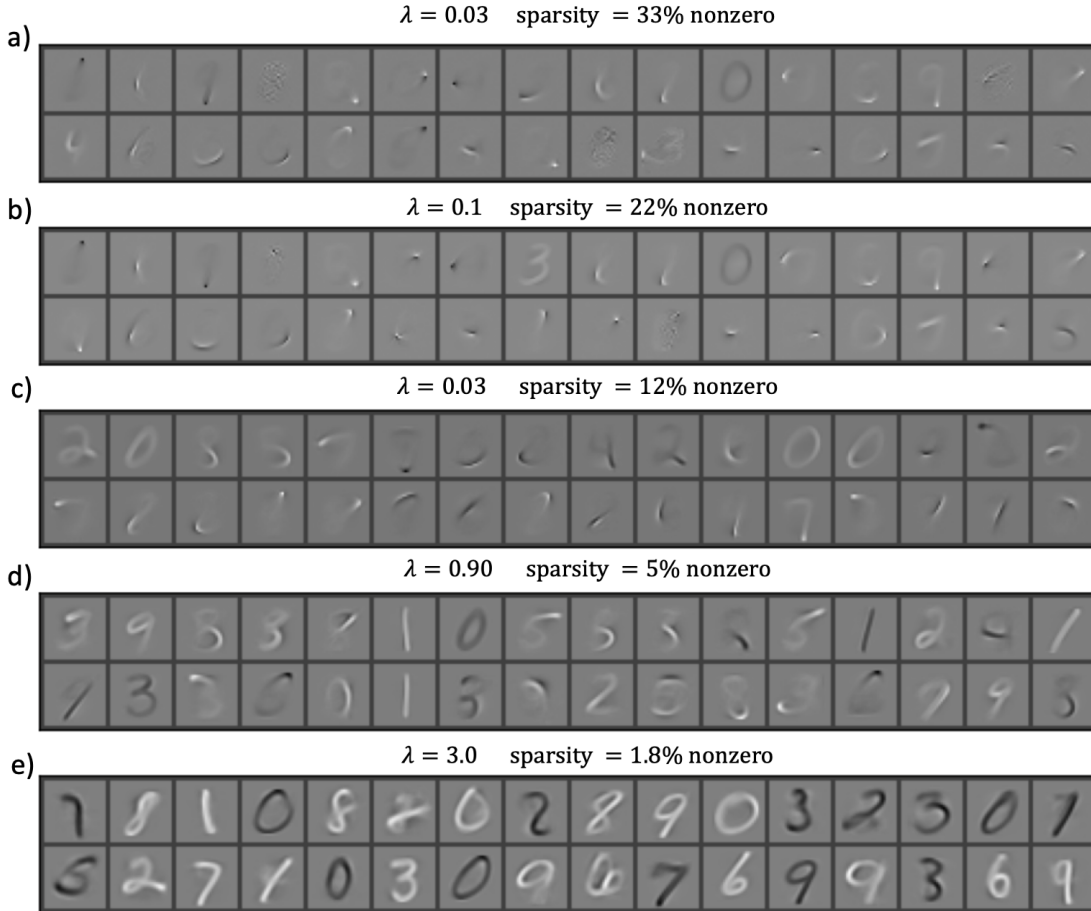 λ = 0.03 sparsity = 33% nonzero
a)
b) λ = 0.1 sparsity = 22% nonzero
c) λ = 0.03 sparsity = 12% nonzero
d) λ = 0.90 sparsity = 5% nonzero
e) λ = 3.0 sparsity = 1.8% nonzero